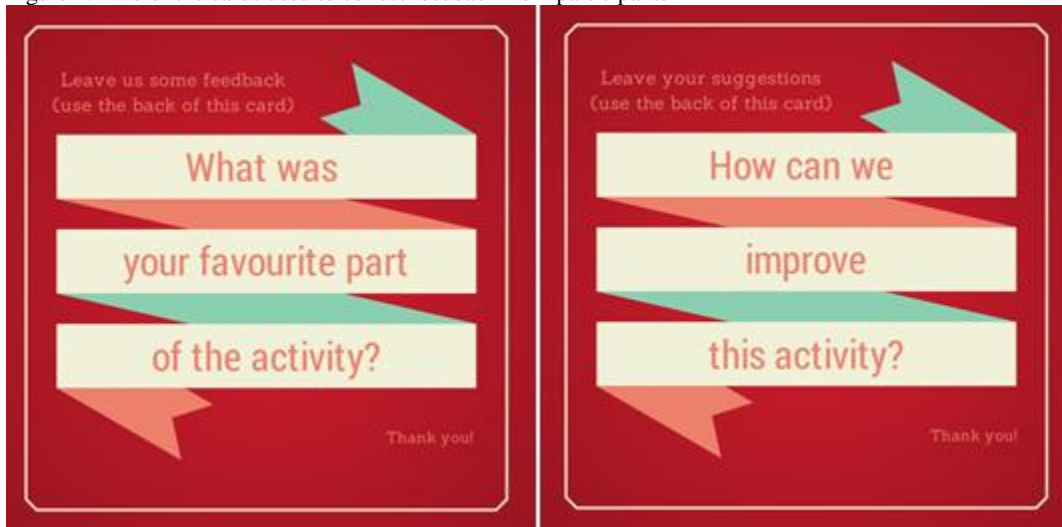 Leave us some feedback
(use the back of this card)
What was
your favourite part
of the activity?
Thank you!
Leave your suggestions
(use the back of this card)
How can we
improve
this activity?
Thank you!